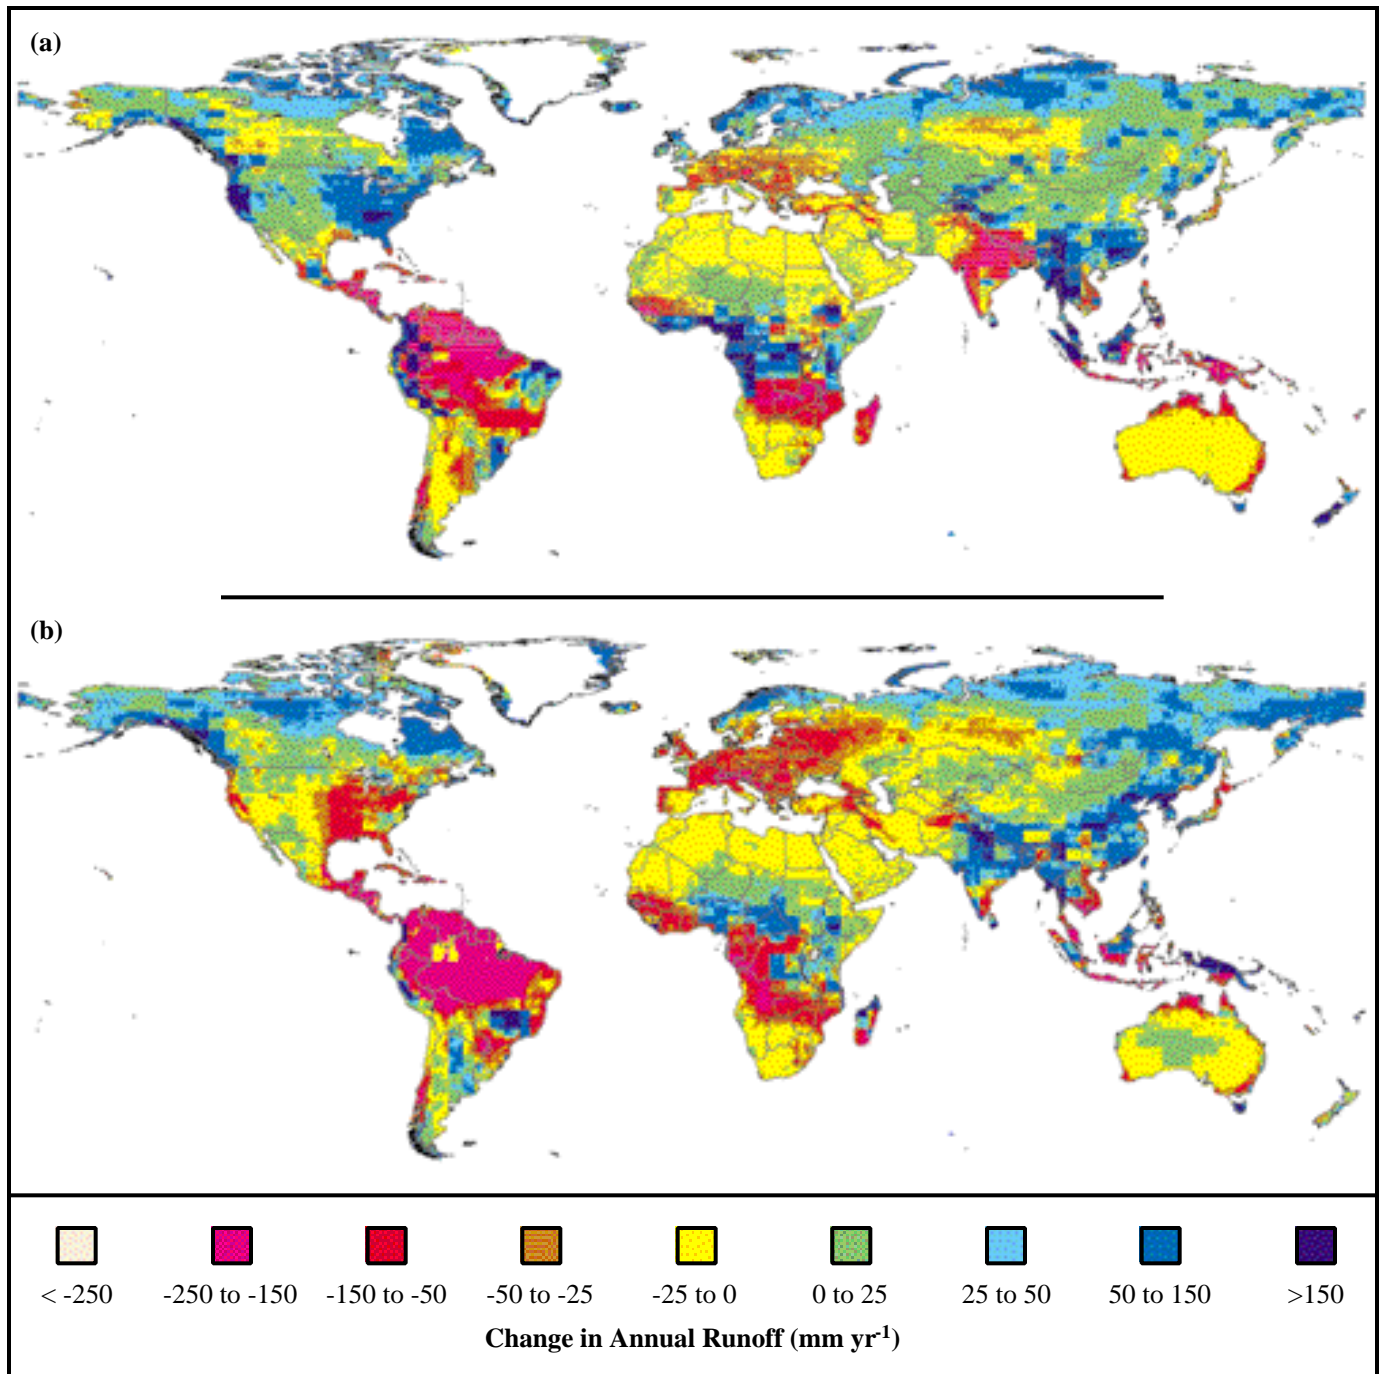 (a)
(b)
< -250
-250 to -150
-150 to -50
-50 to -25
-25 to 0
0 to 25
25 to 50
50 to 150
>150
Change in Annual Runoff (mm yr-1)